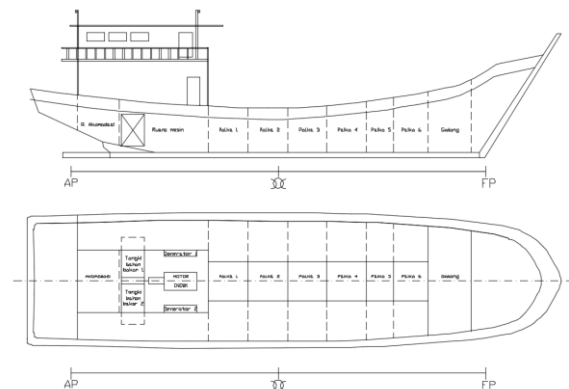 R Akomodasi
Ruang mesin
Palka 1
Palka 2
Palka 3
Palka 4
Palka 5
Palka 6
Gudang
AP
FP
Generator 1
Tangki
bahan
bakar 1
Akomodasi
MOTOR
INDUK
Palka 1
Palka 2
Palka 3
Palka 4
Palka 5
Palka 6
Gudang
Tangki
bahan
bakar 2
Generator 2
AP
FP